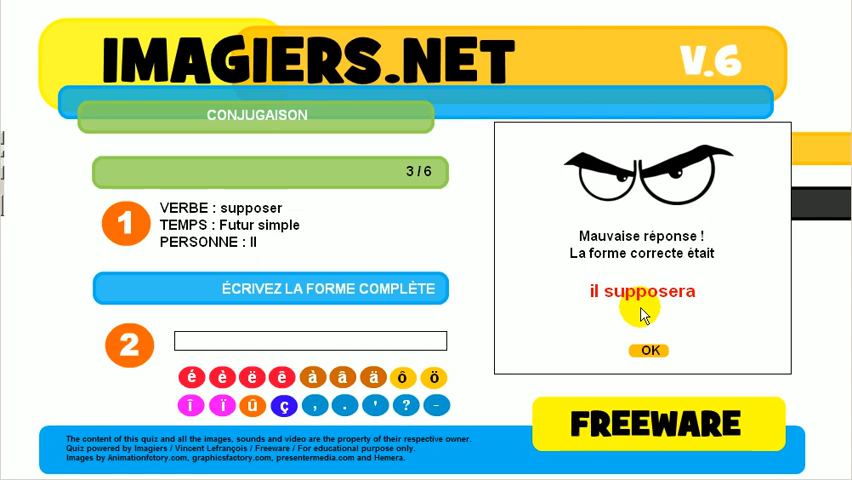 IMAGIERS.NET
V.6
CONJUGAISON
3 / 6
1
VERBE : supposer
TEMPS : Futur simple
PERSONNE : Il
ÉCRIVEZ LA FORME COMPLÈTE
2
é è ë ê à â ä ô ö
î ï û ç , . ' ? -
Mauvaise réponse !
La forme correcte était
il supposera
OK
FREEWARE
The content of this quiz and all the images, sounds and video are the property of their respective owner.
Quiz powered by Imagiers / Vincent Lefrançois / Freeware / For educational purpose only.
Images by Animationfctory.com, graphicsfactory.com, presentermedia.com and Hemera.